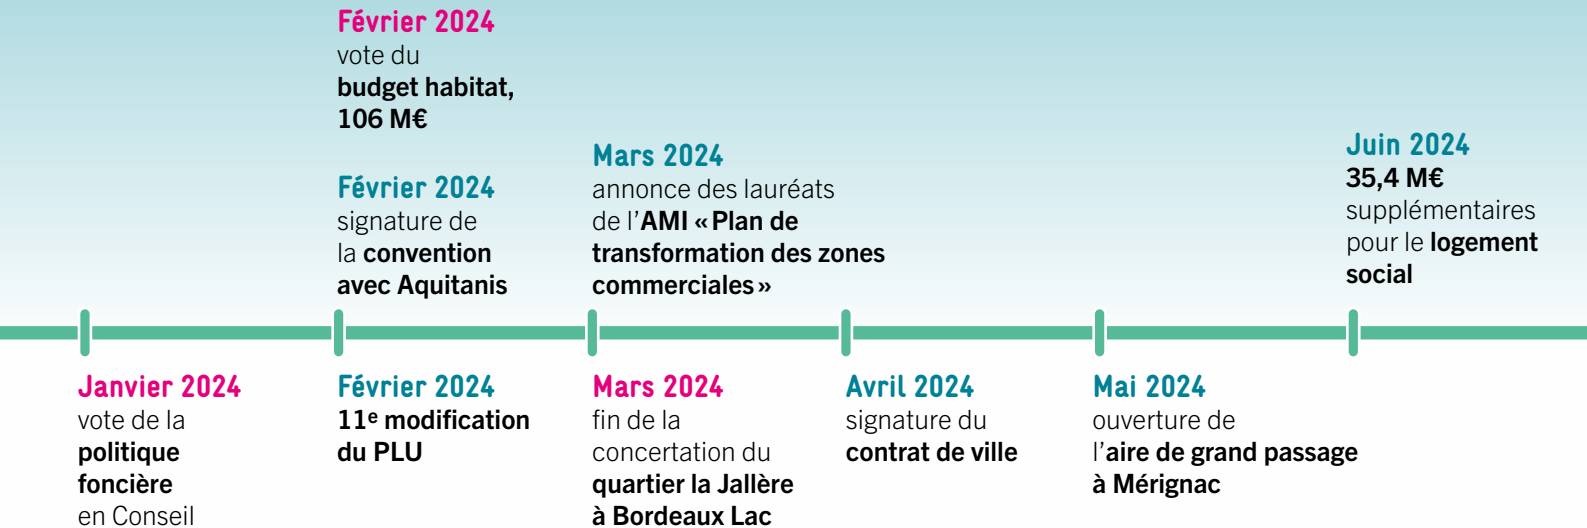 Février 2024
vote du
budget habitat,
106 M€
Février 2024
signature de
la convention
avec Aquitanis
Mars 2024
annonce des lauréats
de l'AMI « Plan de
transformation des zones
commerciales »
Juin 2024
35,4 M€
supplémentaires
pour le logement
social
Janvier 2024
vote de la
politique
foncière
en Conseil
Février 2024
11e modification
du PLU
Mars 2024
fin de la
concertation du
quartier la Jallère
à Bordeaux Lac
Avril 2024
signature du
contrat de ville
Mai 2024
ouverture de
l'aire de grand passage
à Mérignac